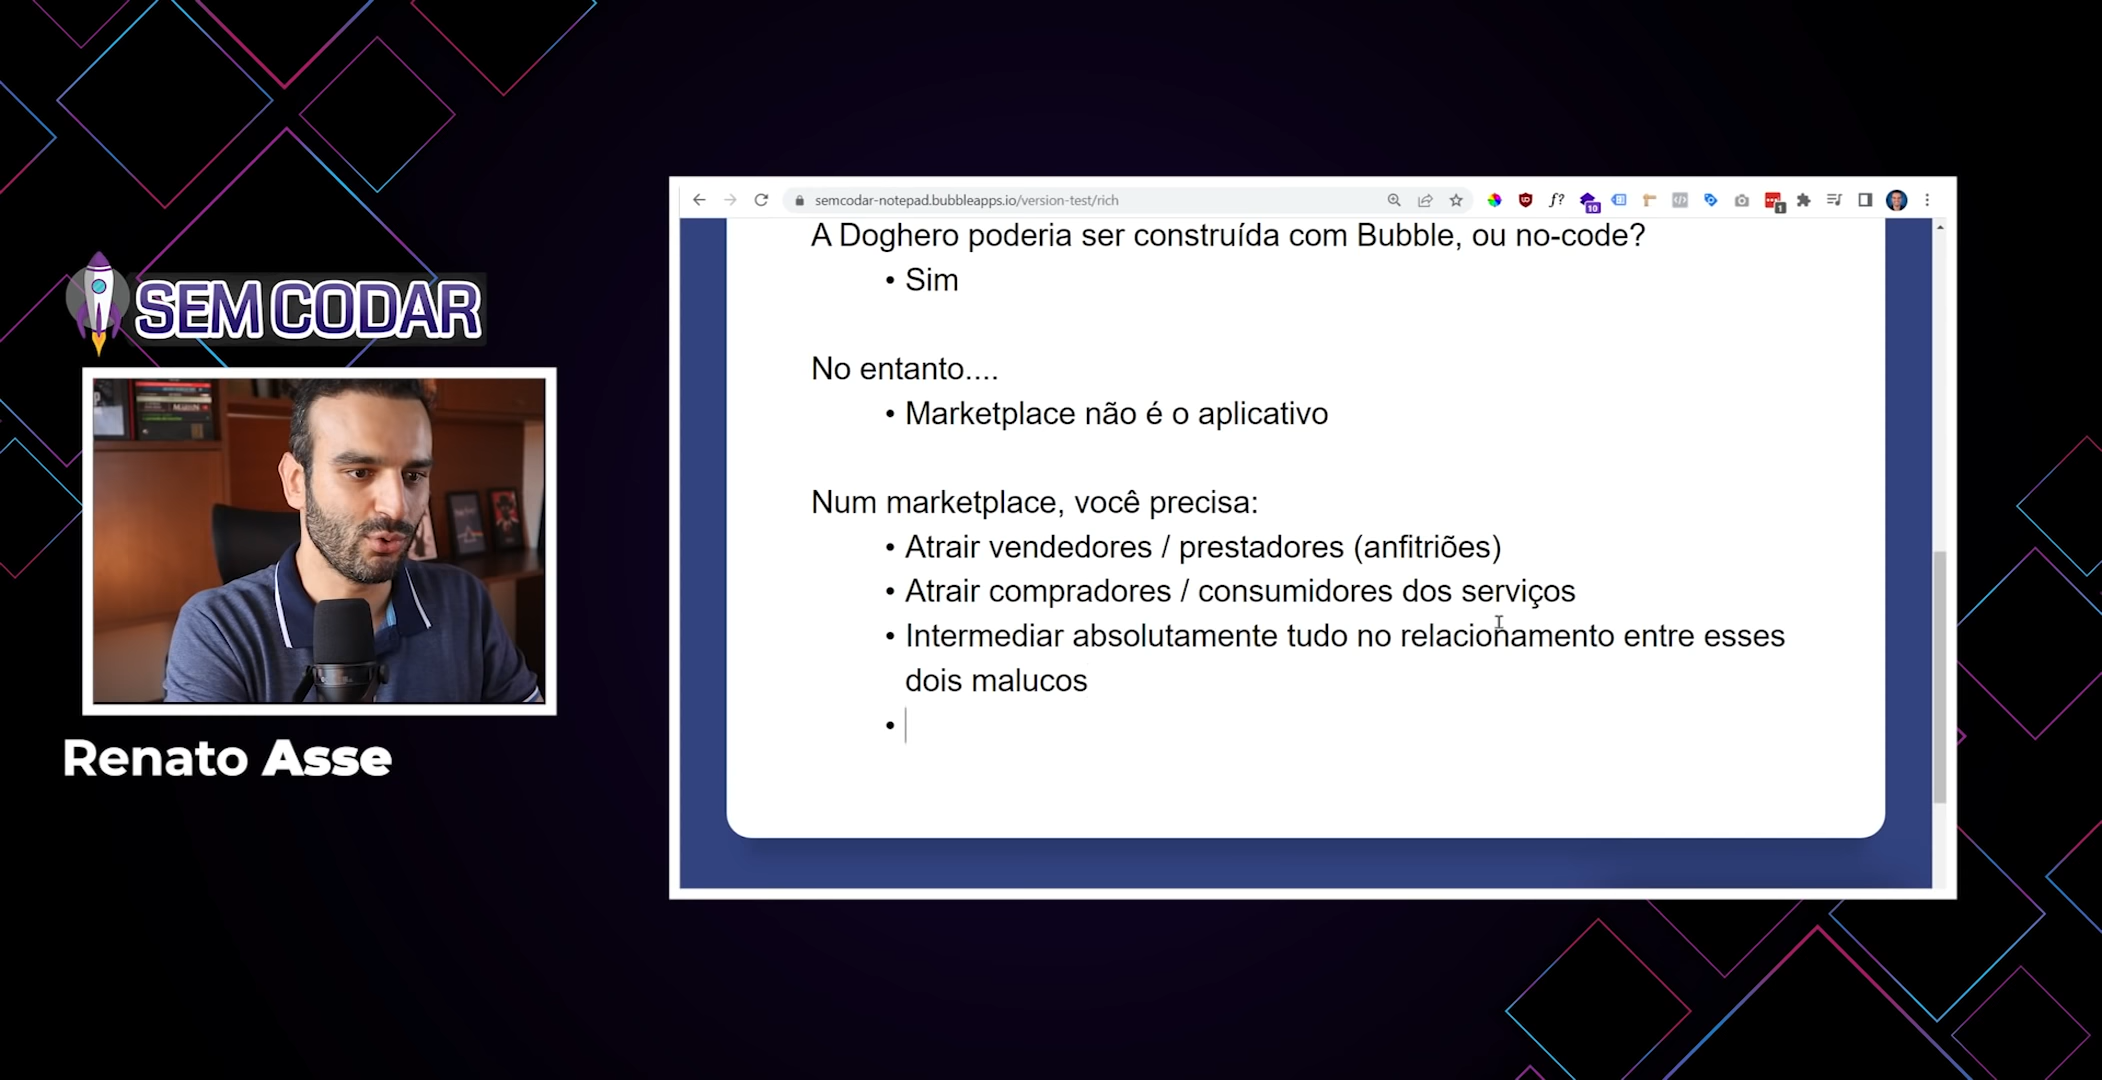 SEM CODAR
Renato Asse
semcodar-notepad.bubbleapps.io/version-test/rich
f?
10
1
A Doghero poderia ser construída com Bubble, ou no-code?
• Sim
No entanto....
• Marketplace não é o aplicativo
Num marketplace, você precisa:
• Atrair vendedores / prestadores (anfitriões)
• Atrair compradores / consumidores dos serviços
• Intermediar absolutamente tudo no relacionamento entre esses
dois malucos
•